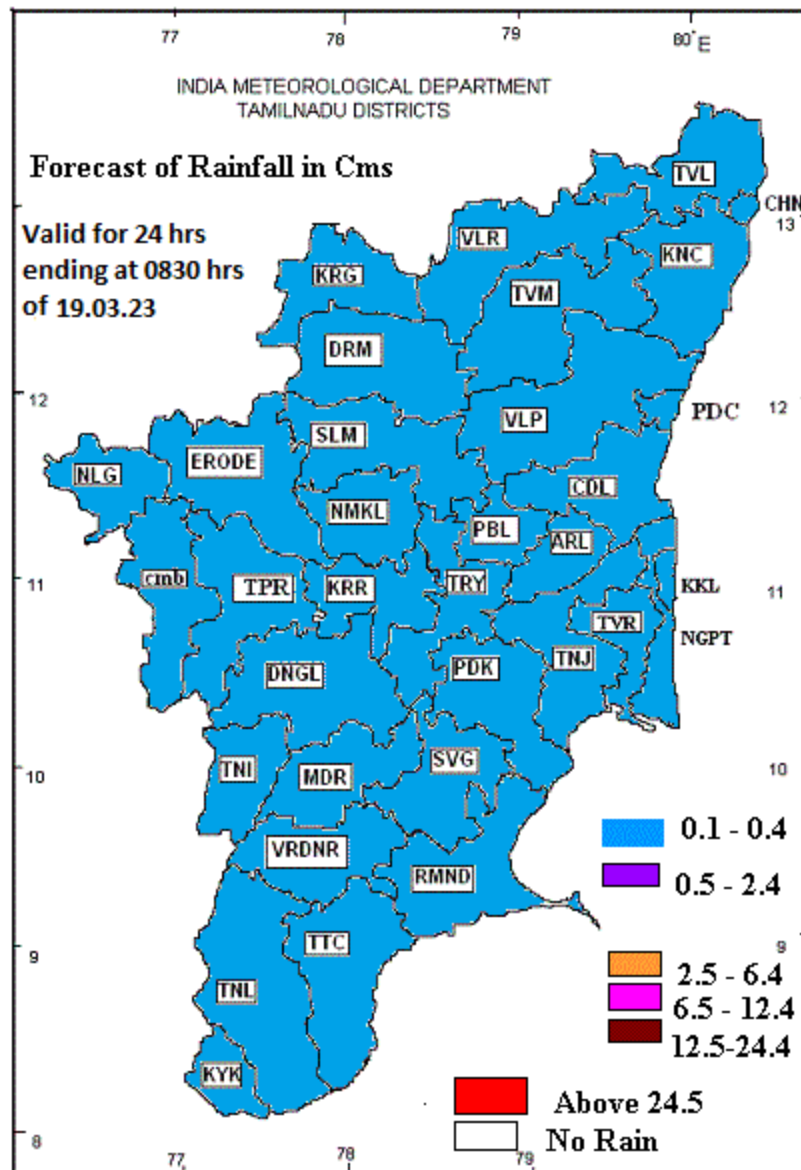 77 78 79 80°E
INDIA METEOROLOGICAL DEPARTMENT
TAMILNADU DISTRICTS
Forecast of Rainfall in Cms
TVL
CHN
13
Valid for 24 hrs
ending at 0830 hrs
of 19.03.23
VLR
KNC
KRG
TVM
DRM
12
12
PDC
VLP
SLM
ERODE
NLG
CDL
NMKL
PBL
ARL
11
cmb
TPR
KRR
TRY
KKL
11
TVR
NGPT
DNGL
PDK
TNJ
10
TNI
MDR
SVG
10
VRDNR
RMND
0.1 - 0.4
0.5 - 2.4
9
TTC
9
TNL
2.5 - 6.4
6.5 - 12.4
12.5-24.4
KYK
Above 24.5
No Rain
8
77 78 79